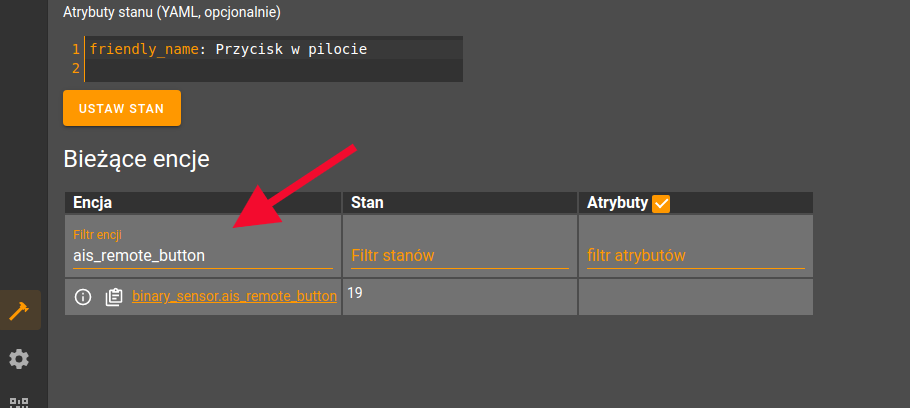 Atrybuty stanu (YAML, opcjonalnie)
1 friendly_name: Przycisk w pilocie
2
USTAW STAN
Bieżące encje
Encja Stan Atrybuty
Filtr encji
ais_remote_button Filtr stanów filtr atrybutów
binary_sensor.ais_remote_button 19